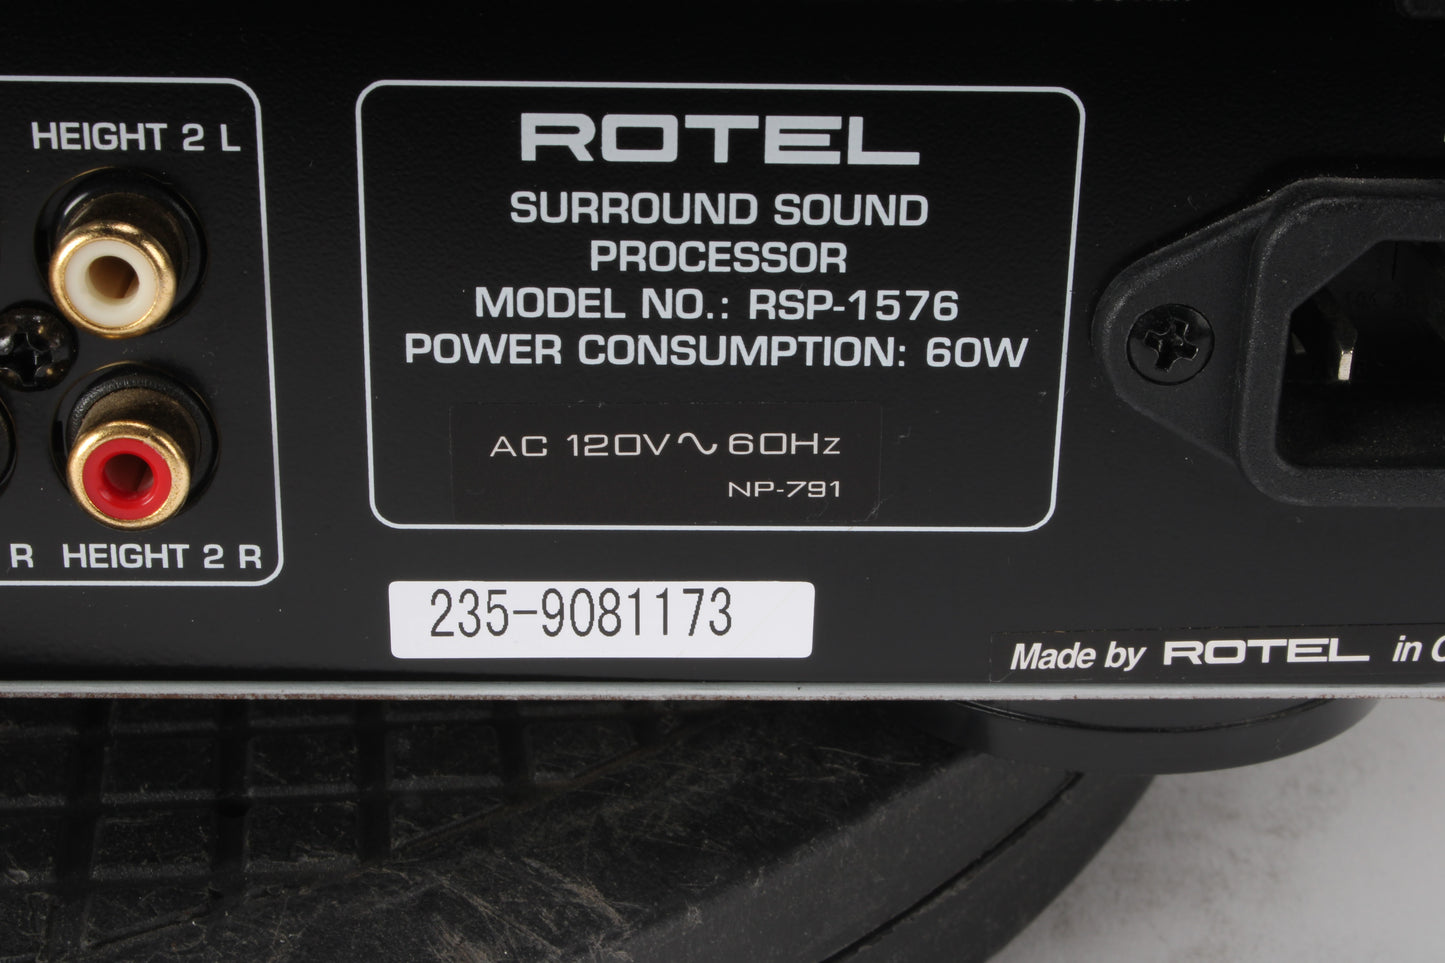 HEIGHT 2 L
R HEIGHT 2 R
ROTEL
SURROUND SOUND
PROCESSOR
MODEL NO.: RSP-1576
POWER CONSUMPTION: 60W
AC 120V ~ 60Hz
NP-791
235-9081173
Made by ROTEL in